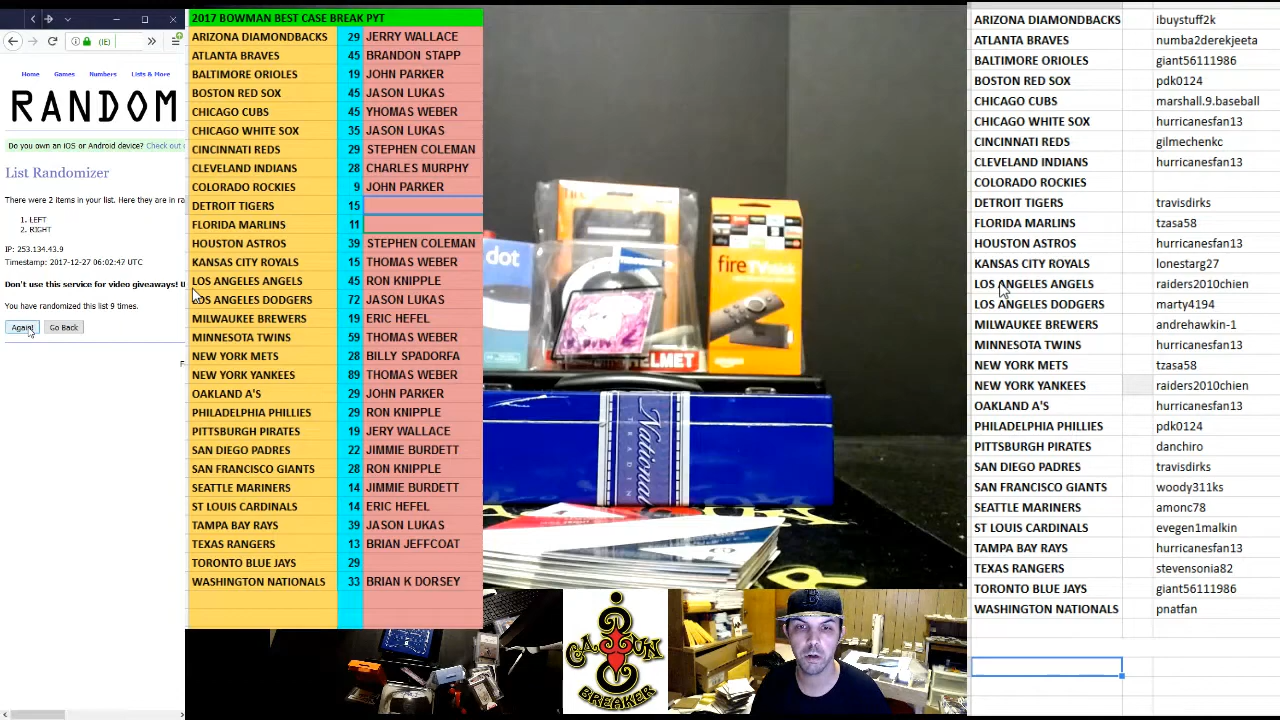 (IE)
Home Games Numbers Lists & More
RANDOM
Do you own an iOS or Android device? Check out
List Randomizer
There were 2 items in your list. Here they are in ra
1. LEFT
2. RIGHT
IP: 253.134.43.9
Timestamp: 2017-12-27 06:02:47 UTC
Don't use this service for video giveaways! U
You have randomized this list 9 times.
Again! Go Back
2017 BOWMAN BEST CASE BREAK PYT
ARIZONA DIAMONDBACKS 29 JERRY WALLACE
ATLANTA BRAVES 45 BRANDON STAPP
BALTIMORE ORIOLES 19 JOHN PARKER
BOSTON RED SOX 45 JASON LUKAS
CHICAGO CUBS 45 YHOMAS WEBER
CHICAGO WHITE SOX 35 JASON LUKAS
CINCINNATI REDS 29 STEPHEN COLEMAN
CLEVELAND INDIANS 28 CHARLES MURPHY
COLORADO ROCKIES 9 JOHN PARKER
DETROIT TIGERS 15
FLORIDA MARLINS 11
HOUSTON ASTROS 39 STEPHEN COLEMAN
KANSAS CITY ROYALS 15 THOMAS WEBER
LOS ANGELES ANGELS 45 RON KNIPPLE
LOS ANGELES DODGERS 72 JASON LUKAS
MILWAUKEE BREWERS 19 ERIC HEFEL
MINNESOTA TWINS 59 THOMAS WEBER
NEW YORK METS 28 BILLY SPADORFA
NEW YORK YANKEES 89 THOMAS WEBER
OAKLAND A'S 29 JOHN PARKER
PHILADELPHIA PHILLIES 29 RON KNIPPLE
PITTSBURGH PIRATES 19 JERY WALLACE
SAN DIEGO PADRES 22 JIMMIE BURDETT
SAN FRANCISCO GIANTS 28 RON KNIPPLE
SEATTLE MARINERS 14 JIMMIE BURDETT
ST LOUIS CARDINALS 14 ERIC HEFEL
TAMPA BAY RAYS 39 JASON LUKAS
TEXAS RANGERS 13 BRIAN JEFFCOAT
TORONTO BLUE JAYS 29
WASHINGTON NATIONALS 33 BRIAN K DORSEY
dot
fire TV stick
National
CAJUN
BREAKER
ARIZONA DIAMONDBACKS ibuystuff2k
ATLANTA BRAVES numba2derekjeeta
BALTIMORE ORIOLES giant56111986
BOSTON RED SOX pdk0124
CHICAGO CUBS marshall.9.baseball
CHICAGO WHITE SOX hurricanesfan13
CINCINNATI REDS gilmechenkc
CLEVELAND INDIANS hurricanesfan13
COLORADO ROCKIES
DETROIT TIGERS travisdirks
FLORIDA MARLINS tzasa58
HOUSTON ASTROS hurricanesfan13
KANSAS CITY ROYALS lonestarg27
LOS ANGELES ANGELS raiders2010chien
LOS ANGELES DODGERS marty4194
MILWAUKEE BREWERS andrehawkin-1
MINNESOTA TWINS hurricanesfan13
NEW YORK METS tzasa58
NEW YORK YANKEES raiders2010chien
OAKLAND A'S hurricanesfan13
PHILADELPHIA PHILLIES pdk0124
PITTSBURGH PIRATES danchiro
SAN DIEGO PADRES travisdirks
SAN FRANCISCO GIANTS woody311ks
SEATTLE MARINERS amonc78
ST LOUIS CARDINALS evegen1malkin
TAMPA BAY RAYS hurricanesfan13
TEXAS RANGERS stevensonia82
TORONTO BLUE JAYS giant56111986
WASHINGTON NATIONALS pnatfan